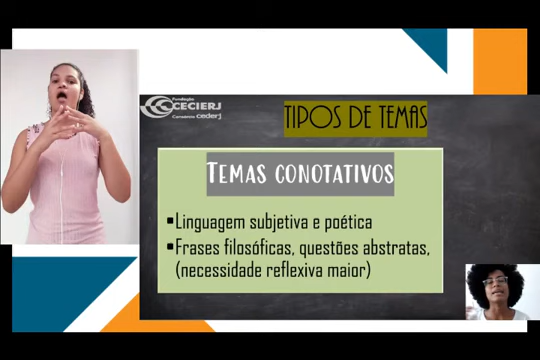 Fundação
CECIERJ
Consórcio cederj
TIPOS DE TEMAS
TEMAS CONOTATIVOS
▪Linguagem subjetiva e poética
▪Frases filosóficas, questões abstratas,
(necessidade reflexiva maior)